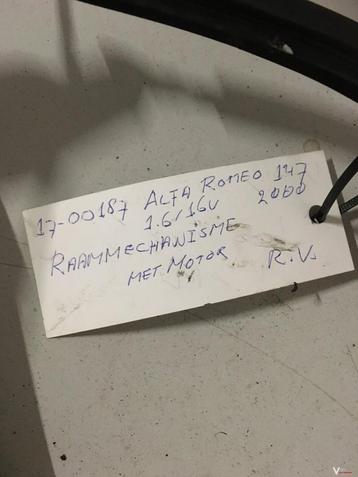 17-00187 ALFA ROMEO 147
1.6/16V 2000
RAAMMECHANISME
MET MOTOR R.V.